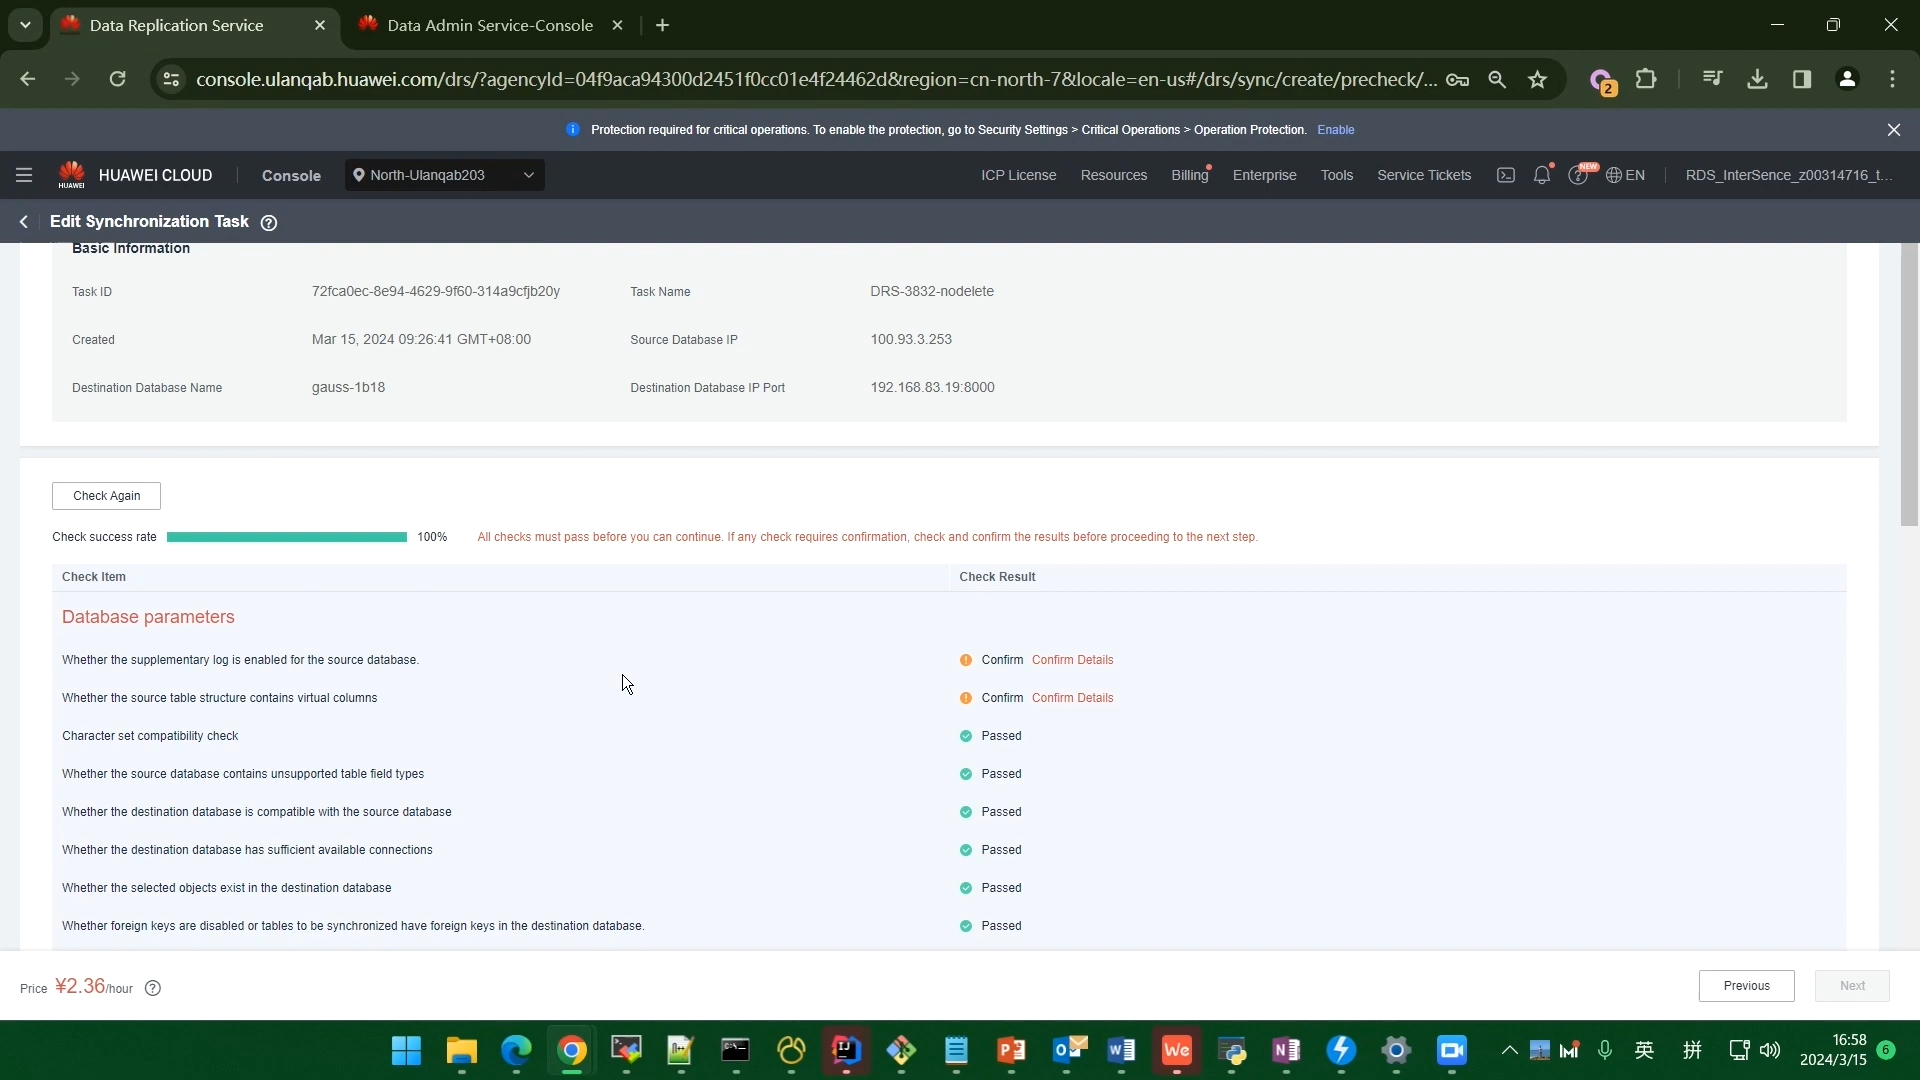 Data Replication Service
Data Admin Service-Console
console.ulanqab.huawei.com/drs/?agencyId=04f9aca94300d2451f0cc01e4f24462d&region=cn-north-7&locale=en-us#/drs/sync/create/precheck/...
2
Protection required for critical operations. To enable the protection, go to Security Settings > Critical Operations > Operation Protection. Enable
HUAWEI
HUAWEI CLOUD
Console
North-Ulanqab203
ICP License
Resources
Billing
Enterprise
Tools
Service Tickets
NEW
EN
RDS_InterSence_z00314716_t...
Edit Synchronization Task
Basic Information
Task ID 72fca0ec-8e94-4629-9f60-314a9cfjb20y Task Name DRS-3832-nodelete
Created Mar 15, 2024 09:26:41 GMT+08:00 Source Database IP 100.93.3.253
Destination Database Name gauss-1b18 Destination Database IP Port 192.168.83.19:8000
Check Again
Check success rate 100% All checks must pass before you can continue. If any check requires confirmation, check and confirm the results before proceeding to the next step.
Check Item Check Result
Database parameters
Whether the supplementary log is enabled for the source database. Confirm Confirm Details
Whether the source table structure contains virtual columns Confirm Confirm Details
Character set compatibility check Passed
Whether the source database contains unsupported table field types Passed
Whether the destination database is compatible with the source database Passed
Whether the destination database has sufficient available connections Passed
Whether the selected objects exist in the destination database Passed
Whether foreign keys are disabled or tables to be synchronized have foreign keys in the destination database. Passed
Price ¥2.36/hour
Previous
Next
We
英
拼
16:58
2024/3/15
6